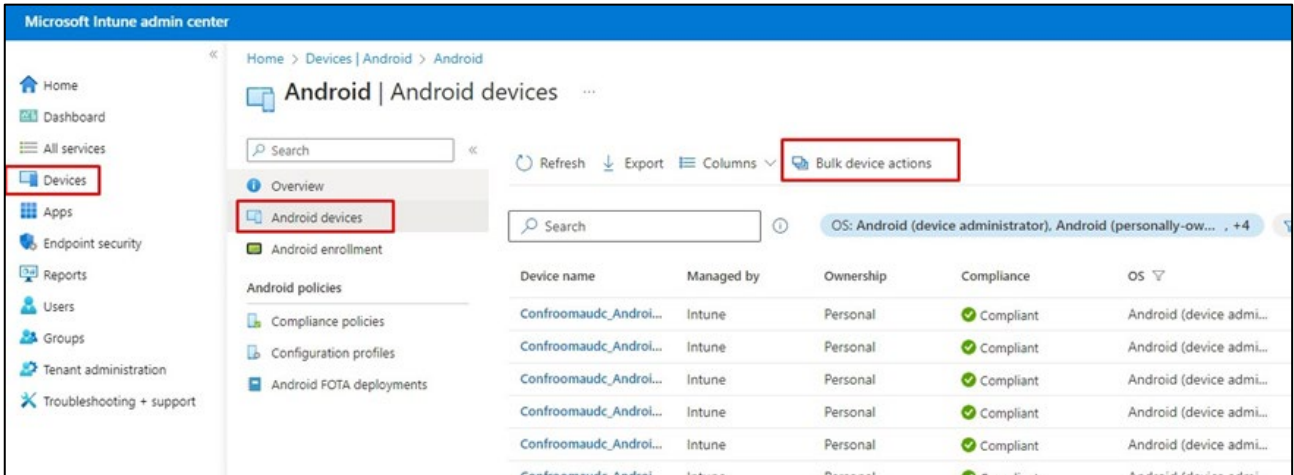 Microsoft Intune admin center
Home
Dashboard
All services
Devices
Apps
Endpoint security
Reports
Users
Groups
Tenant administration
Troubleshooting + support
Home > Devices | Android > Android
Android | Android devices ...
Search
Overview
Android devices
Android enrollment
Android policies
Compliance policies
Configuration profiles
Android FOTA deployments
Refresh Export Columns Bulk device actions
Search OS: Android (device administrator), Android (personally-ow... , +4
Device name Managed by Ownership Compliance OS
Confroomaudc_Androi... Intune Personal Compliant Android (device admi...
Confroomaudc_Androi... Intune Personal Compliant Android (device admi...
Confroomaudc_Androi... Intune Personal Compliant Android (device admi...
Confroomaudc_Androi... Intune Personal Compliant Android (device admi...
Confroomaudc_Androi... Intune Personal Compliant Android (device admi...